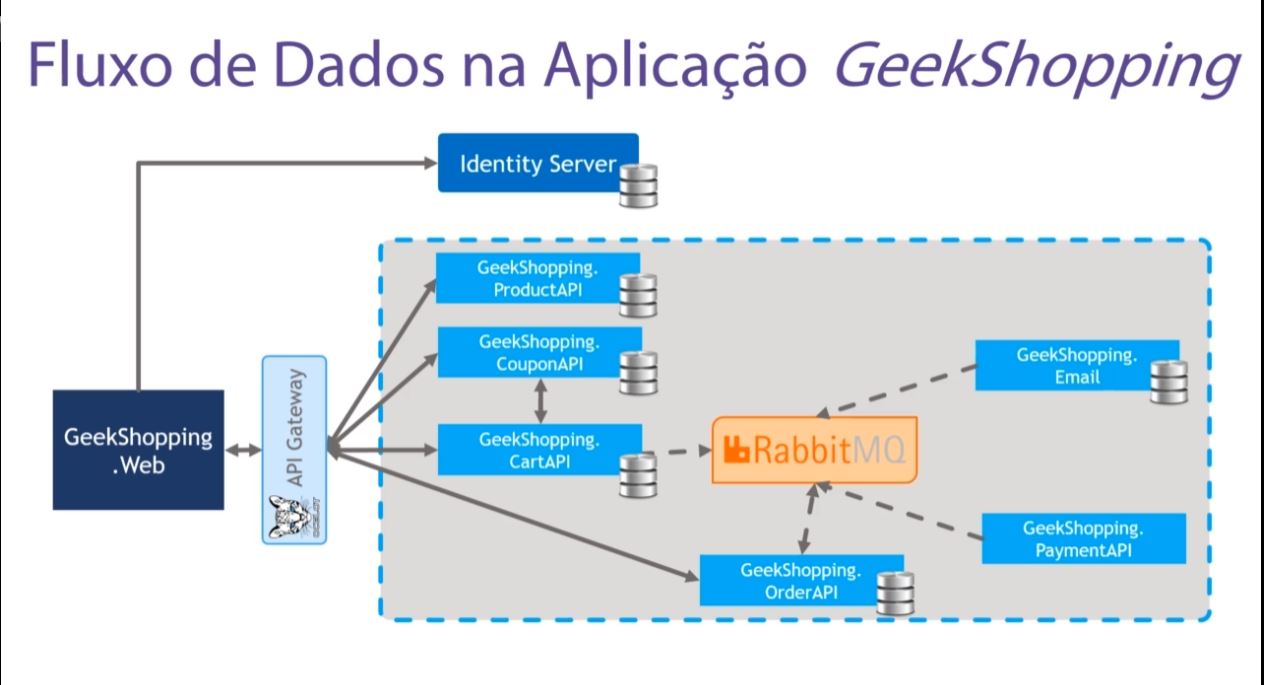 Fluxo de Dados na Aplicação GeekShopping
Identity Server
GeekShopping.
ProductAPI
GeekShopping.
CouponAPI
GeekShopping.
Email
API Gateway
GeekShopping
.Web
GeekShopping.
CartAPI
RabbitMQ
OCELOT
GeekShopping.
PaymentAPI
GeekShopping.
OrderAPI